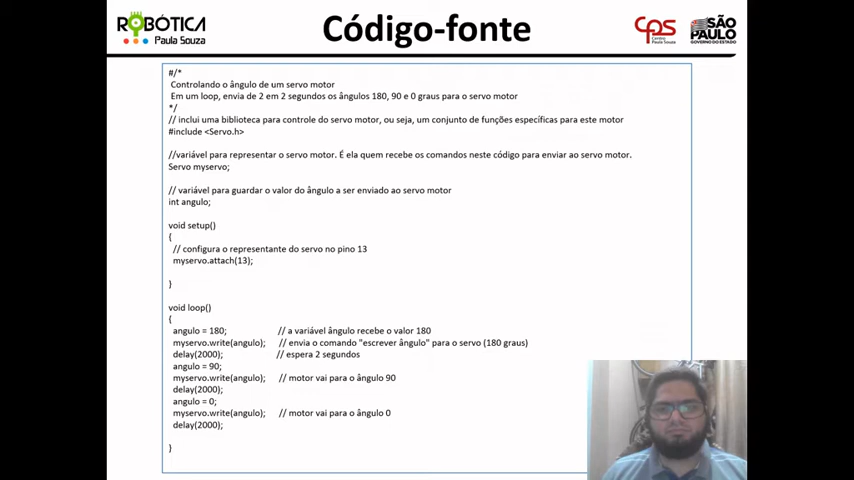 ROBÓTICA
Paula Souza
Código-fonte
CPS
Centro
Paula Souza
SÃO
PAULO
GOVERNO DO ESTADO
#/*
Controlando o ângulo de um servo motor
Em um loop, envia de 2 em 2 segundos os ângulos 180, 90 e 0 graus para o servo motor
*/
// inclui uma biblioteca para controle do servo motor, ou seja, um conjunto de funções específicas para este motor
#include <Servo.h>
//variável para representar o servo motor. É ela quem recebe os comandos neste código para enviar ao servo motor.
Servo myservo;
// variável para guardar o valor do ângulo a ser enviado ao servo motor
int angulo;
void setup()
{
// configura o representante do servo no pino 13
myservo.attach(13);
}
void loop()
{
angulo = 180; // a variável ângulo recebe o valor 180
myservo.write(angulo); // envia o comando "escrever ângulo" para o servo (180 graus)
delay(2000); // espera 2 segundos
angulo = 90;
myservo.write(angulo); // motor vai para o ângulo 90
delay(2000);
angulo = 0;
myservo.write(angulo); // motor vai para o ângulo 0
delay(2000);
}